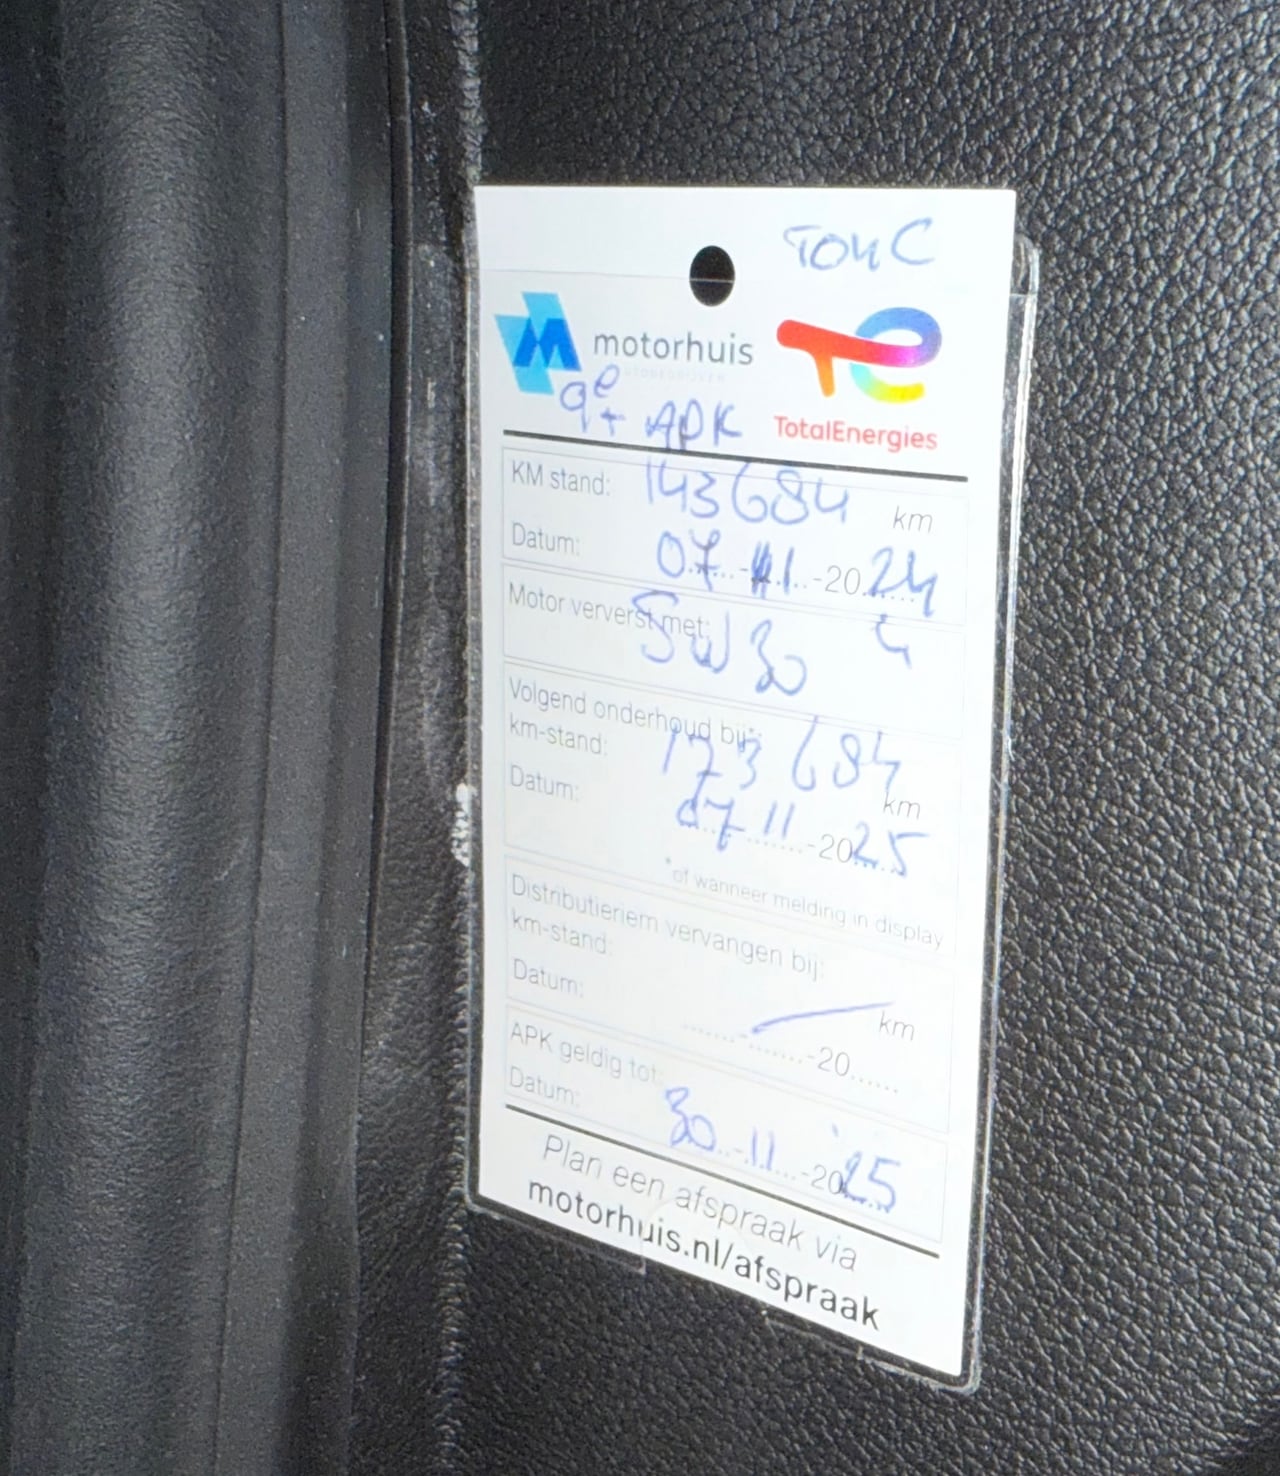 Tom C
motorhuis
TotalEnergies
9e + APK
KM stand: 143684 km
Datum: 07-11-2024
Motor ververst met: 5W30
Volgend onderhoud bij*:
km-stand: 173684 km
Datum: 07 11-2025
*of wanneer melding in display
Distributieriem vervangen bij:
km-stand: km
Datum: ......-.......-20......
APK geldig tot:
Datum: 30-11-2025
Plan een afspraak via
motorhuis.nl/afspraak